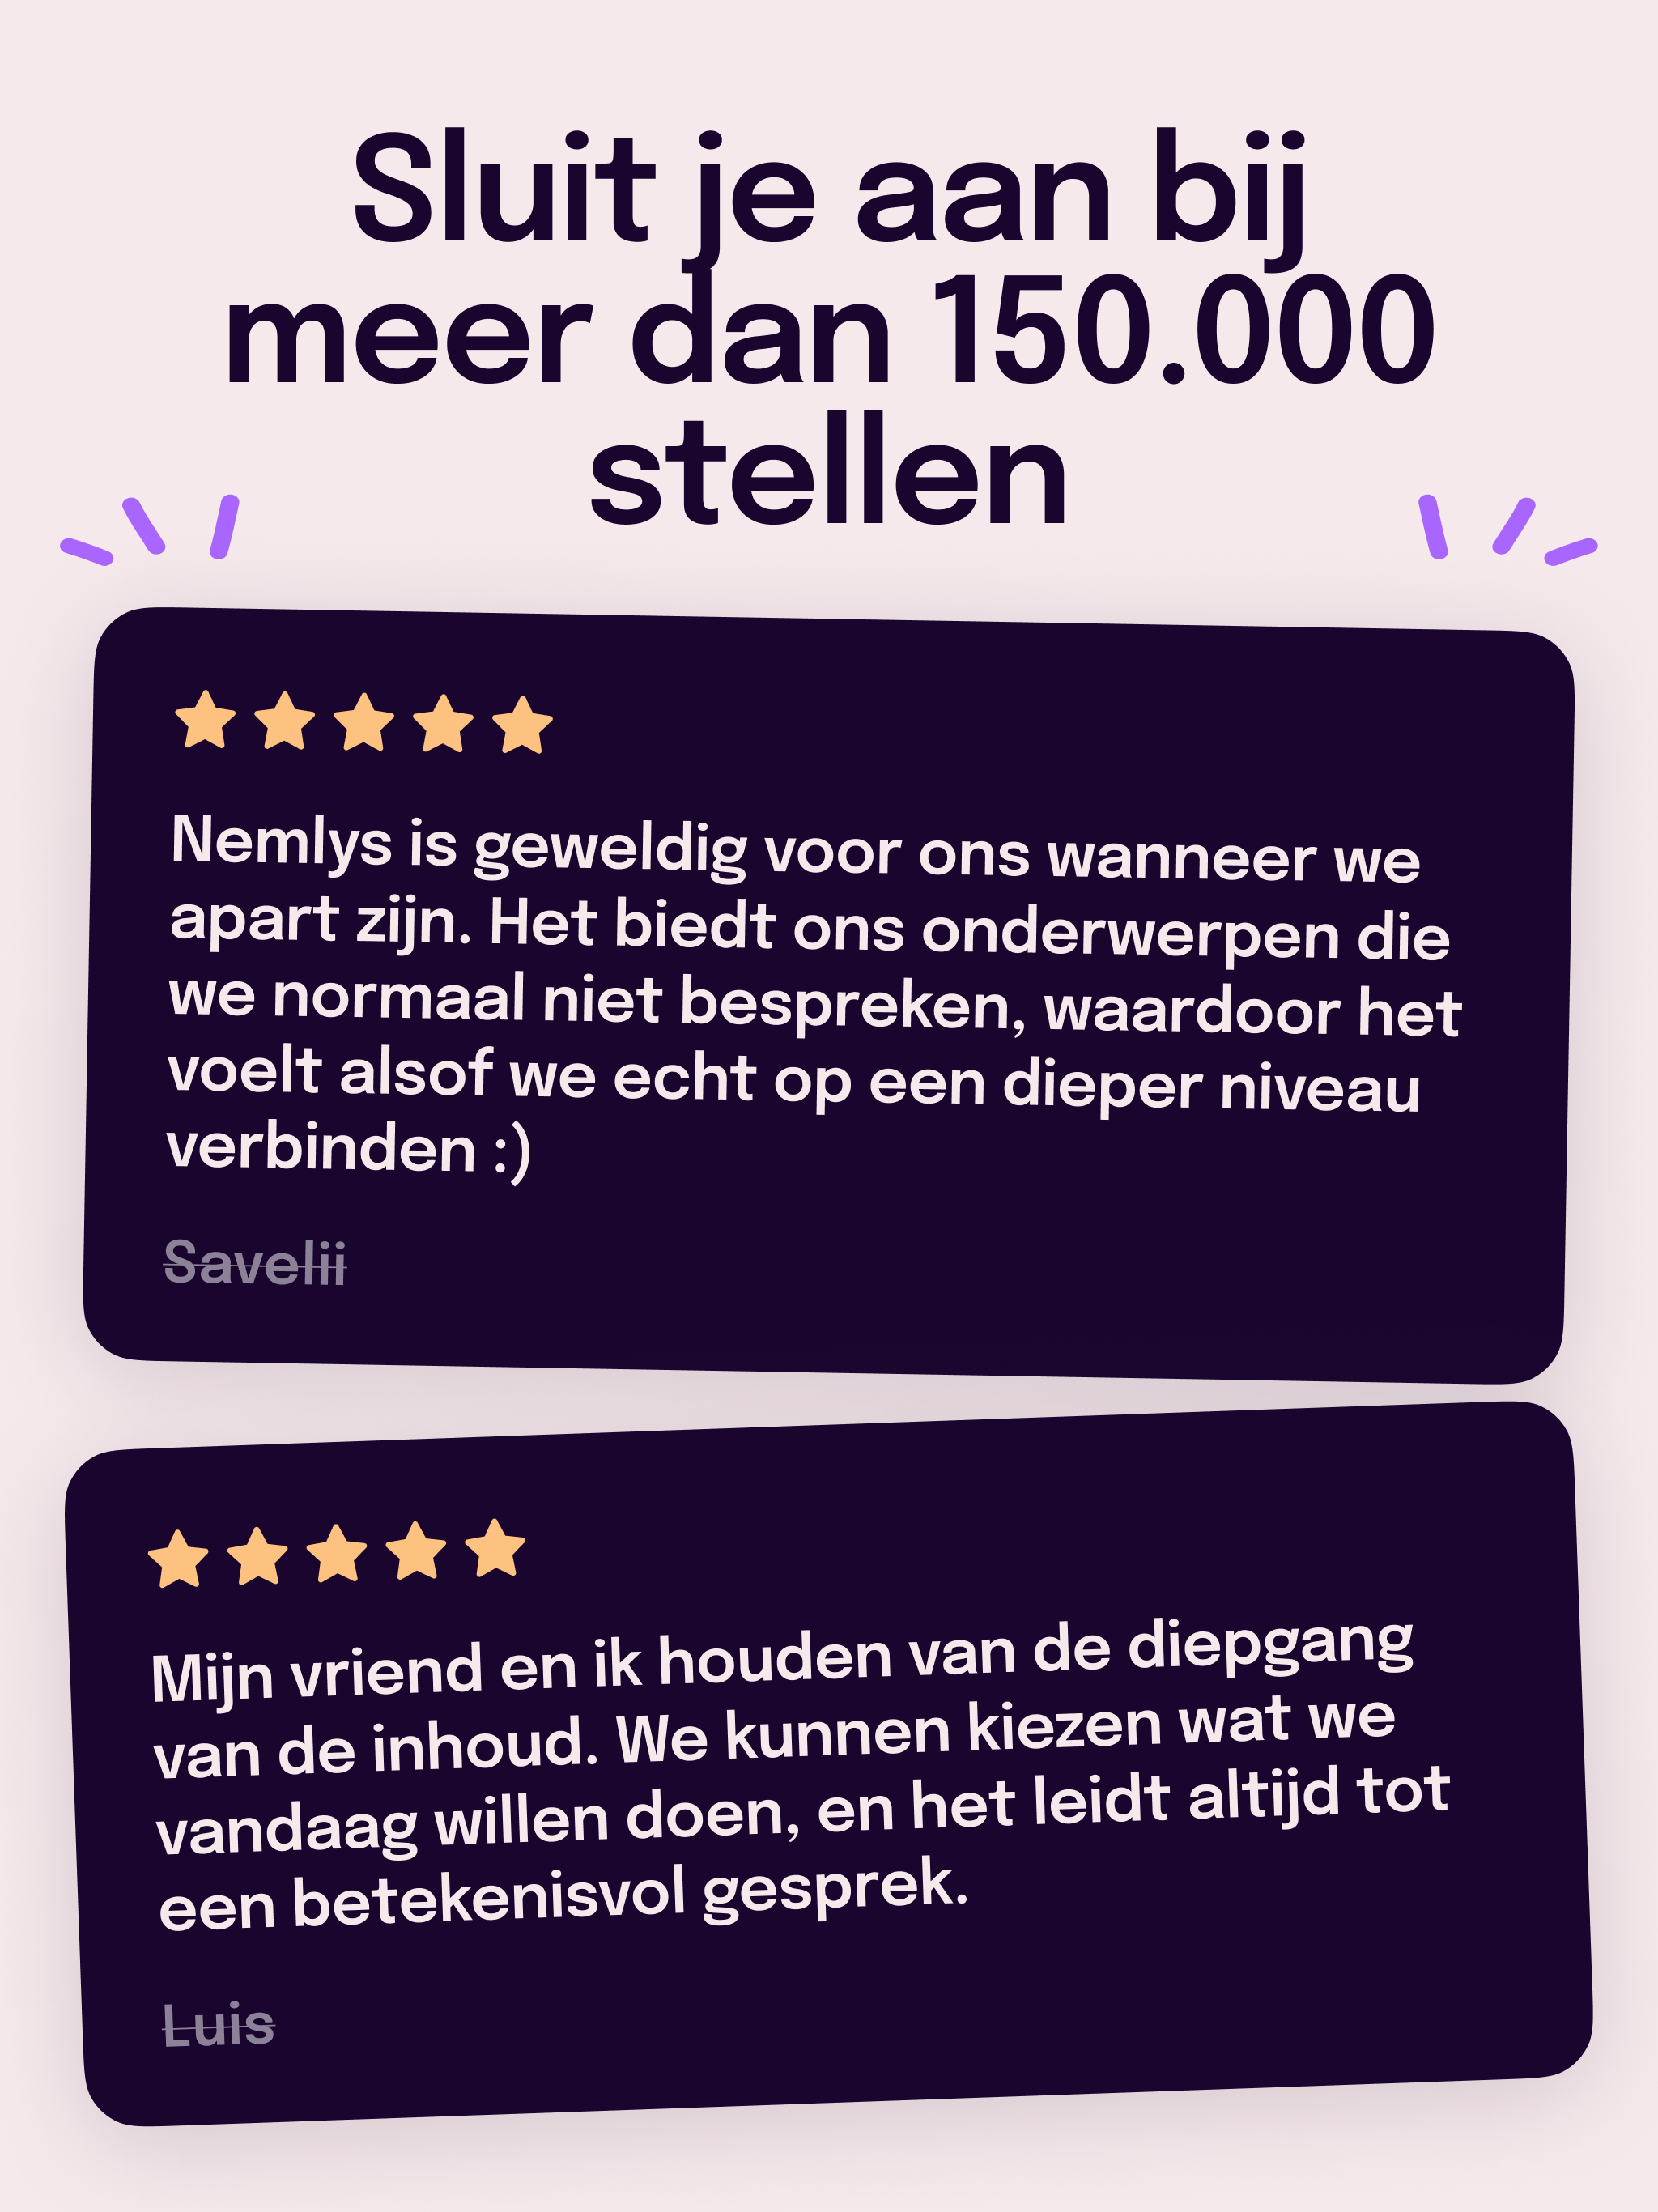 Sluit je aan bij
meer dan 150.000
stellen
Nemlys is geweldig voor ons wanneer we
apart zijn. Het biedt ons onderwerpen die
we normaal niet bespreken, waardoor het
voelt alsof we echt op een dieper niveau
verbinden :)
Savelii
Mijn vriend en ik houden van de diepgang
van de inhoud. We kunnen kiezen wat we
vandaag willen doen, en het leidt altijd tot
een betekenisvol gesprek.
Luis